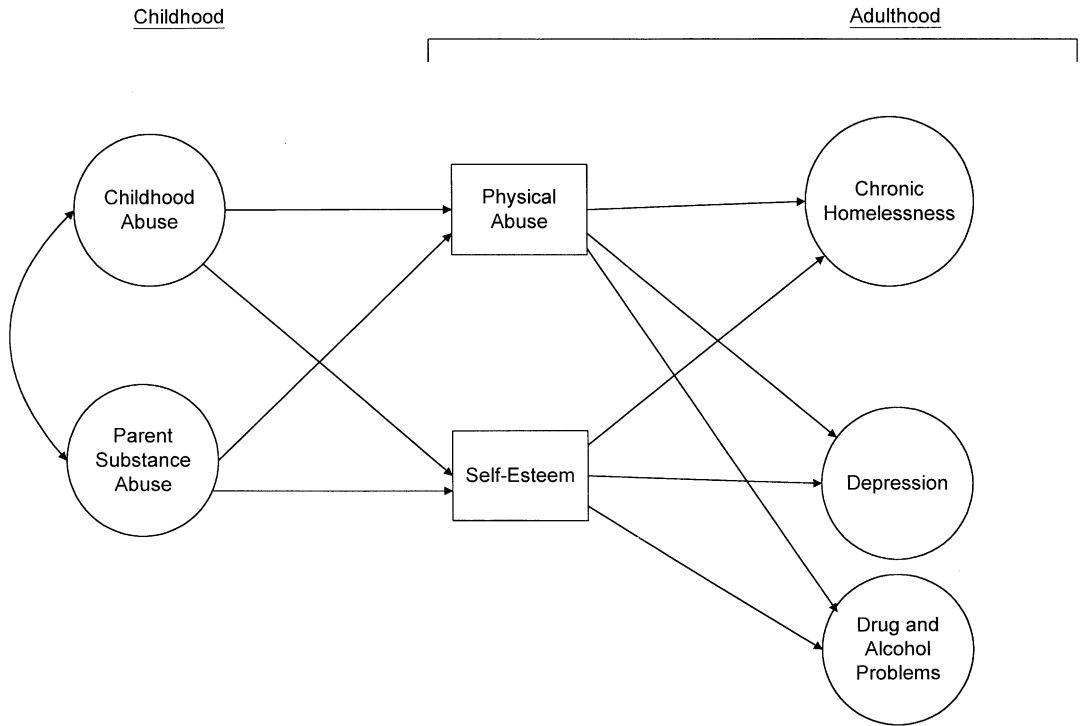 Childhood
Adulthood
Childhood
Abuse
Physical
Abuse
Chronic
Homelessness
Parent
Substance
Abuse
Self-Esteem
Depression
Drug and
Alcohol
Problems